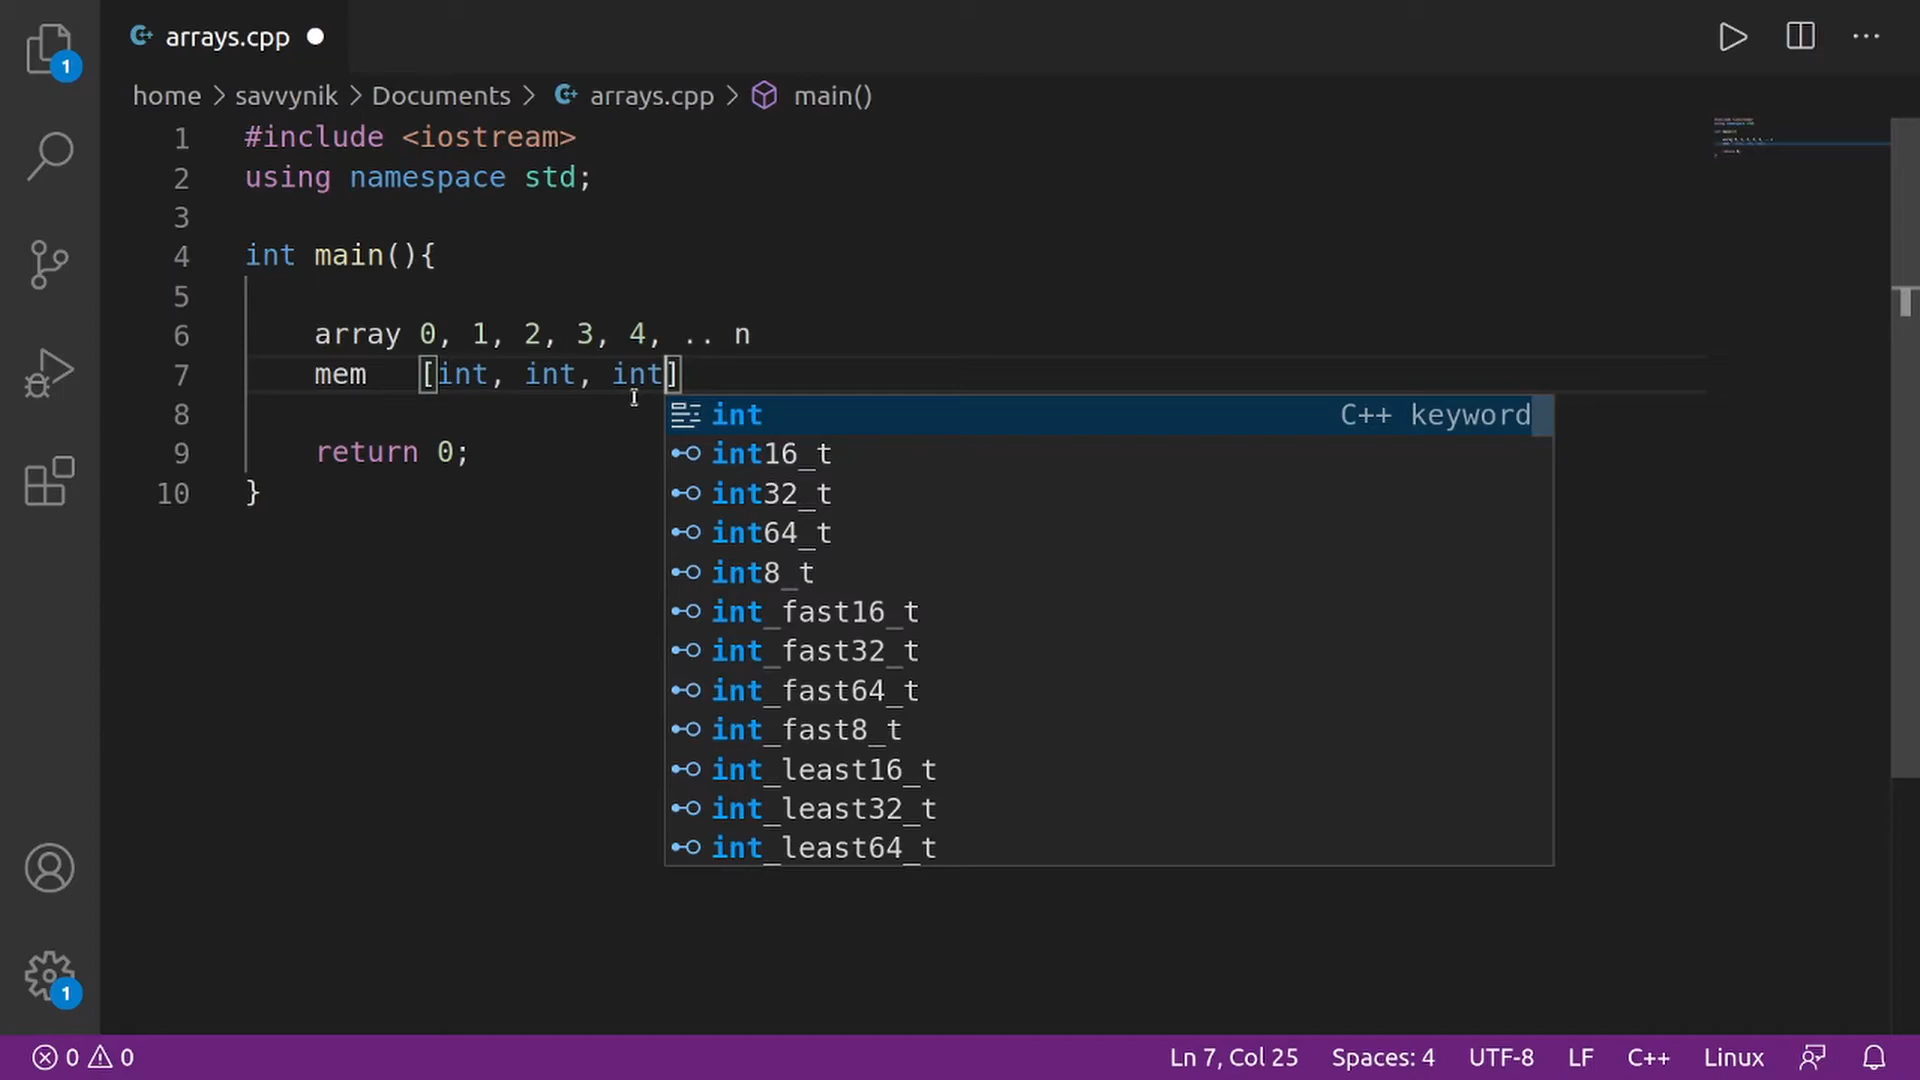 arrays.cpp
home > savvynik > Documents > arrays.cpp > main()
1 #include <iostream>
2 using namespace std;
3
4 int main(){
5
6 array 0, 1, 2, 3, 4, .. n
7 mem [int, int, int]
8
9 return 0;
10 }
int C++ keyword
int16_t
int32_t
int64_t
int8_t
int_fast16_t
int_fast32_t
int_fast64_t
int_fast8_t
int_least16_t
int_least32_t
int_least64_t
1
1
0 0 Ln 7, Col 25 Spaces: 4 UTF-8 LF C++ Linux